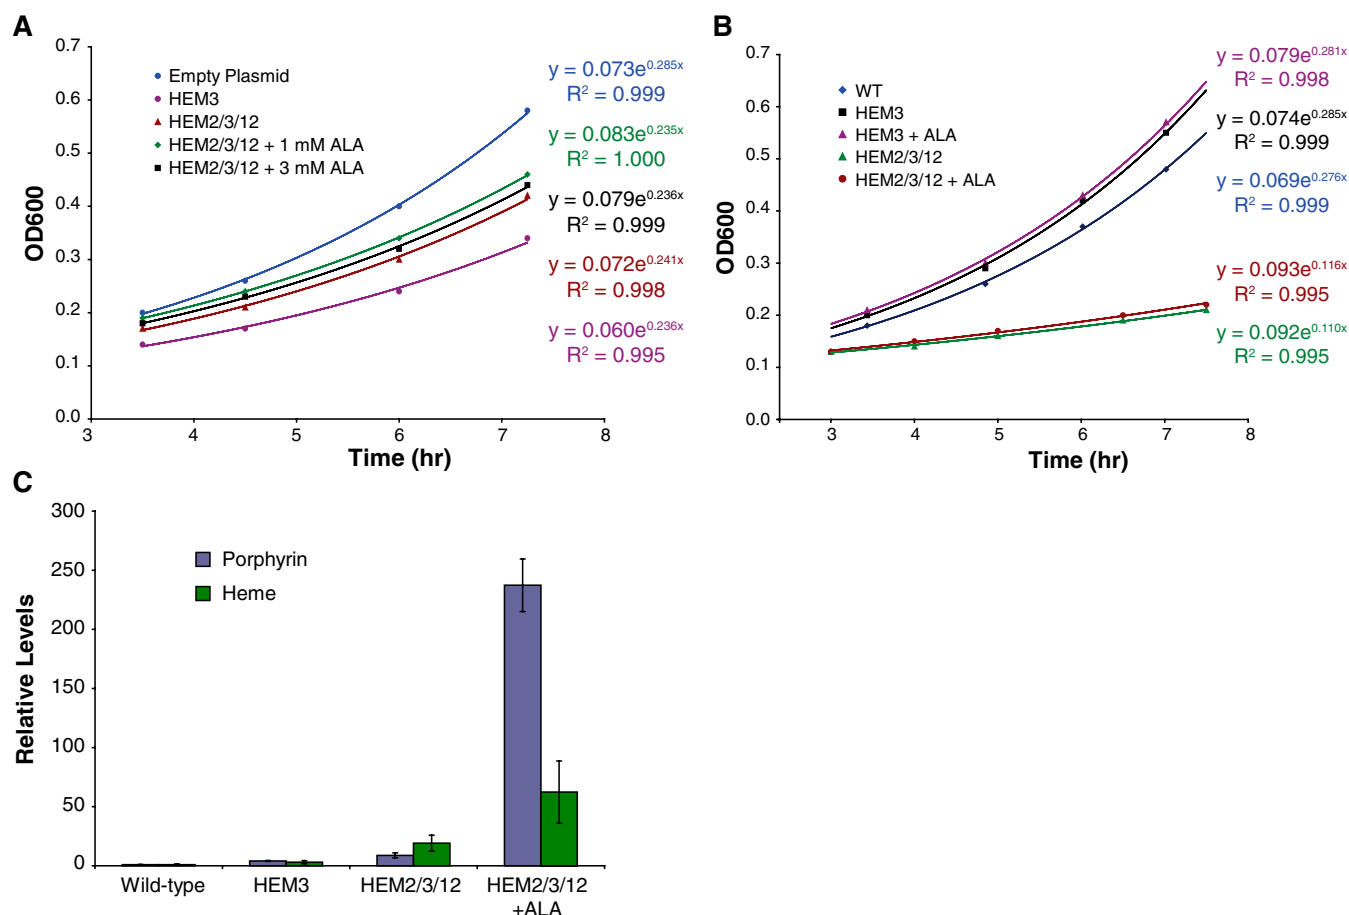 A
0.7
0.6
0.5
0.4
0.3
0.2
0.1
0.0
OD600
3
4
5
6
7
8
Time (hr)
Empty Plasmid
HEM3
HEM2/3/12
HEM2/3/12 + 1 mM ALA
HEM2/3/12 + 3 mM ALA
y = 0.073e^0.285x
R² = 0.999
y = 0.083e^0.235x
R² = 1.000
y = 0.079e^0.236x
R² = 0.999
y = 0.072e^0.241x
R² = 0.998
y = 0.060e^0.236x
R² = 0.995
B
0.7
0.6
0.5
0.4
0.3
0.2
0.1
0.0
OD600
3
4
5
6
7
8
Time (hr)
WT
HEM3
HEM3 + ALA
HEM2/3/12
HEM2/3/12 + ALA
y = 0.079e^0.281x
R² = 0.998
y = 0.074e^0.285x
R² = 0.999
y = 0.069e^0.276x
R² = 0.999
y = 0.093e^0.116x
R² = 0.995
y = 0.092e^0.110x
R² = 0.995
C
300
250
200
150
100
50
0
Relative Levels
Porphyrin
Heme
Wild-type
HEM3
HEM2/3/12
HEM2/3/12
+ALA